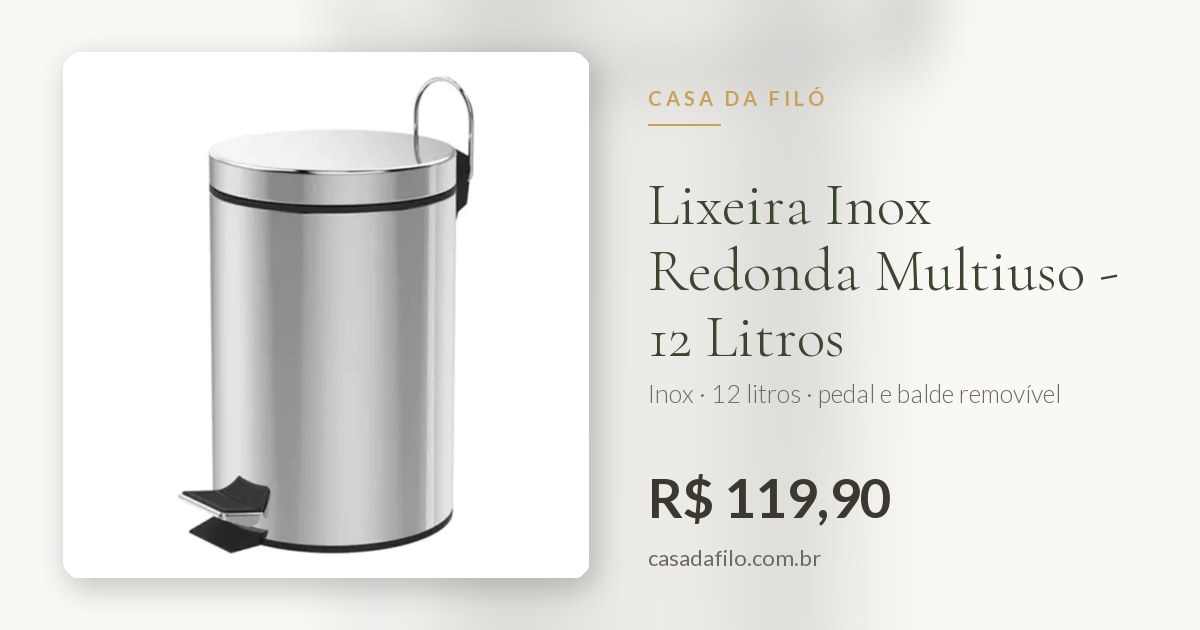 CASA DA FILÓ
Lixeira Inox
Redonda Multiuso -
12 Litros
Inox · 12 litros · pedal e balde removível
R$ 119,90
casadafilo.com.br